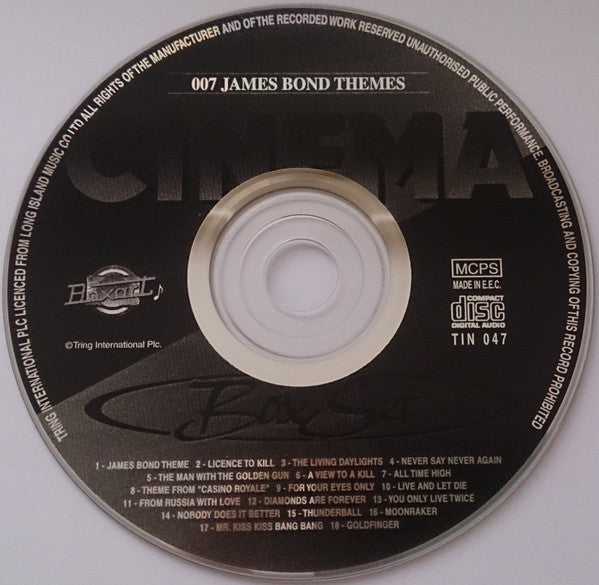 TRING INTERNATIONAL PLC LICENCED FROM LONG ISLAND MUSIC CO LTD ALL RIGHTS OF THE MANUFACTURER AND OF THE RECORDED WORK RESERVED UNAUTHORISED PUBLIC PERFORMANCE, BROADCASTING AND COPYING OF THIS RECORD PROHIBITED
007 JAMES BOND THEMES
CINEMA
Boxart
MCPS
MADE IN E.E.C.
COMPACT
disc
DIGITAL AUDIO
TIN 047
©Tring International Plc.
Box Set
1 - JAMES BOND THEME 2 - LICENCE TO KILL 3 - THE LIVING DAYLIGHTS 4 - NEVER SAY NEVER AGAIN
5 - THE MAN WITH THE GOLDEN GUN 6 - A VIEW TO A KILL 7 - ALL TIME HIGH
8 - THEME FROM "CASINO ROYALE" 9 - FOR YOUR EYES ONLY 10 - LIVE AND LET DIE
11 - FROM RUSSIA WITH LOVE 12 - DIAMONDS ARE FOREVER 13 - YOU ONLY LIVE TWICE
14 - NOBODY DOES IT BETTER 15 - THUNDERBALL 16 - MOONRAKER
17 - MR. KISS KISS BANG BANG 18 - GOLDFINGER